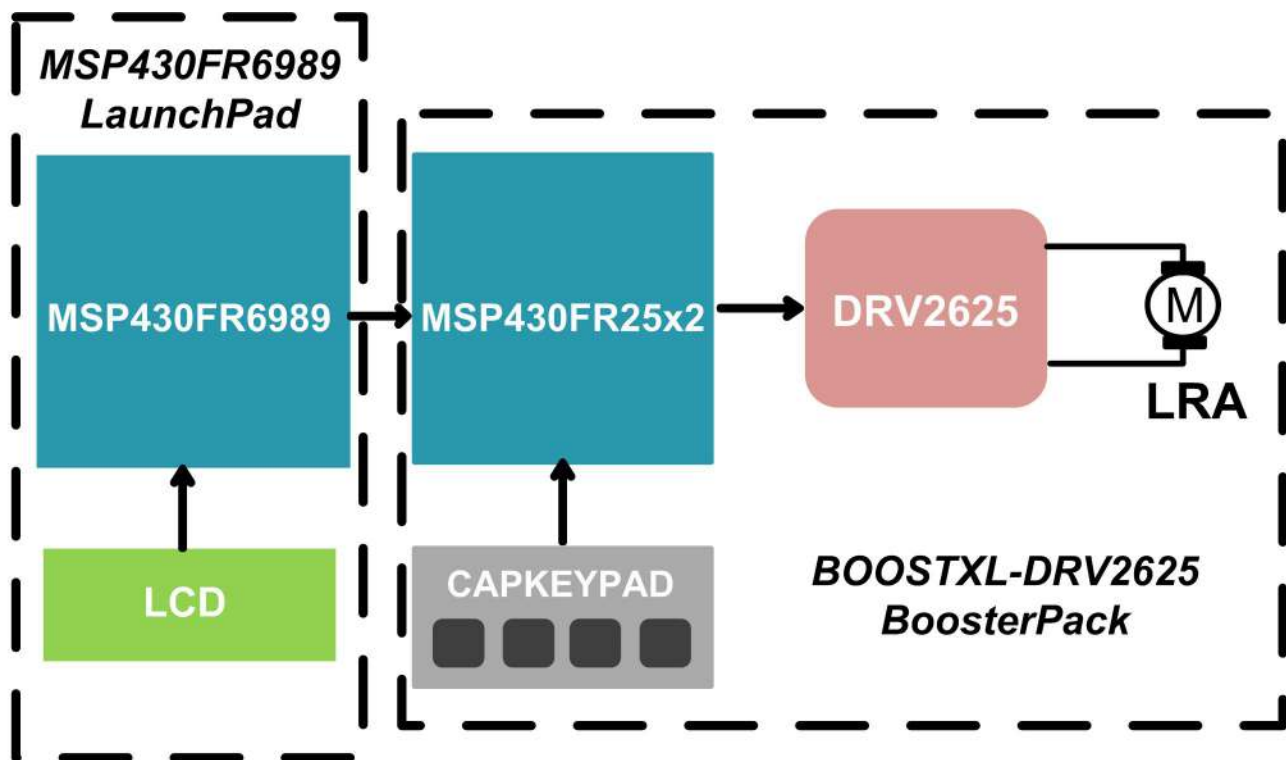 MSP430FR6989
LaunchPad
MSP430FR6989
MSP430FR25x2
DRV2625
M
LRA
LCD
CAPKEYPAD
BOOSTXL-DRV2625
BoosterPack